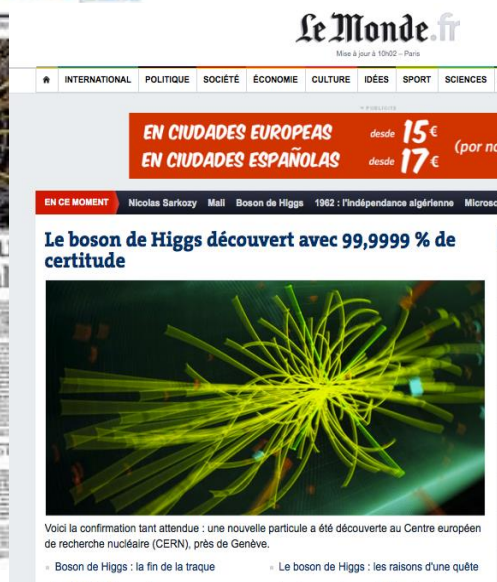 Le Monde.fr
Mise à jour à 10h02 – Paris
INTERNATIONAL POLITIQUE SOCIÉTÉ ÉCONOMIE CULTURE IDÉES SPORT SCIENCES
PUBLICITÉ
EN CIUDADES EUROPEAS desde 15€
EN CIUDADES ESPAÑOLAS desde 17€
(por no
EN CE MOMENT Nicolas Sarkozy Mali Boson de Higgs 1962 : l'indépendance algérienne Microso
Le boson de Higgs découvert avec 99,9999 % de
certitude
Voici la confirmation tant attendue : une nouvelle particule a été découverte au Centre européen
de recherche nucléaire (CERN), près de Genève.
Boson de Higgs : la fin de la traque Le boson de Higgs : les raisons d'une quête